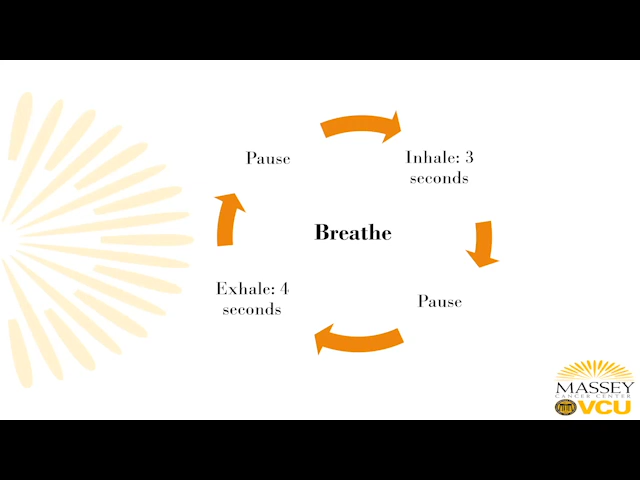 Pause
Inhale: 3
seconds
Breathe
Exhale: 4
seconds
Pause
MASSEY
CANCER CENTER
VCU